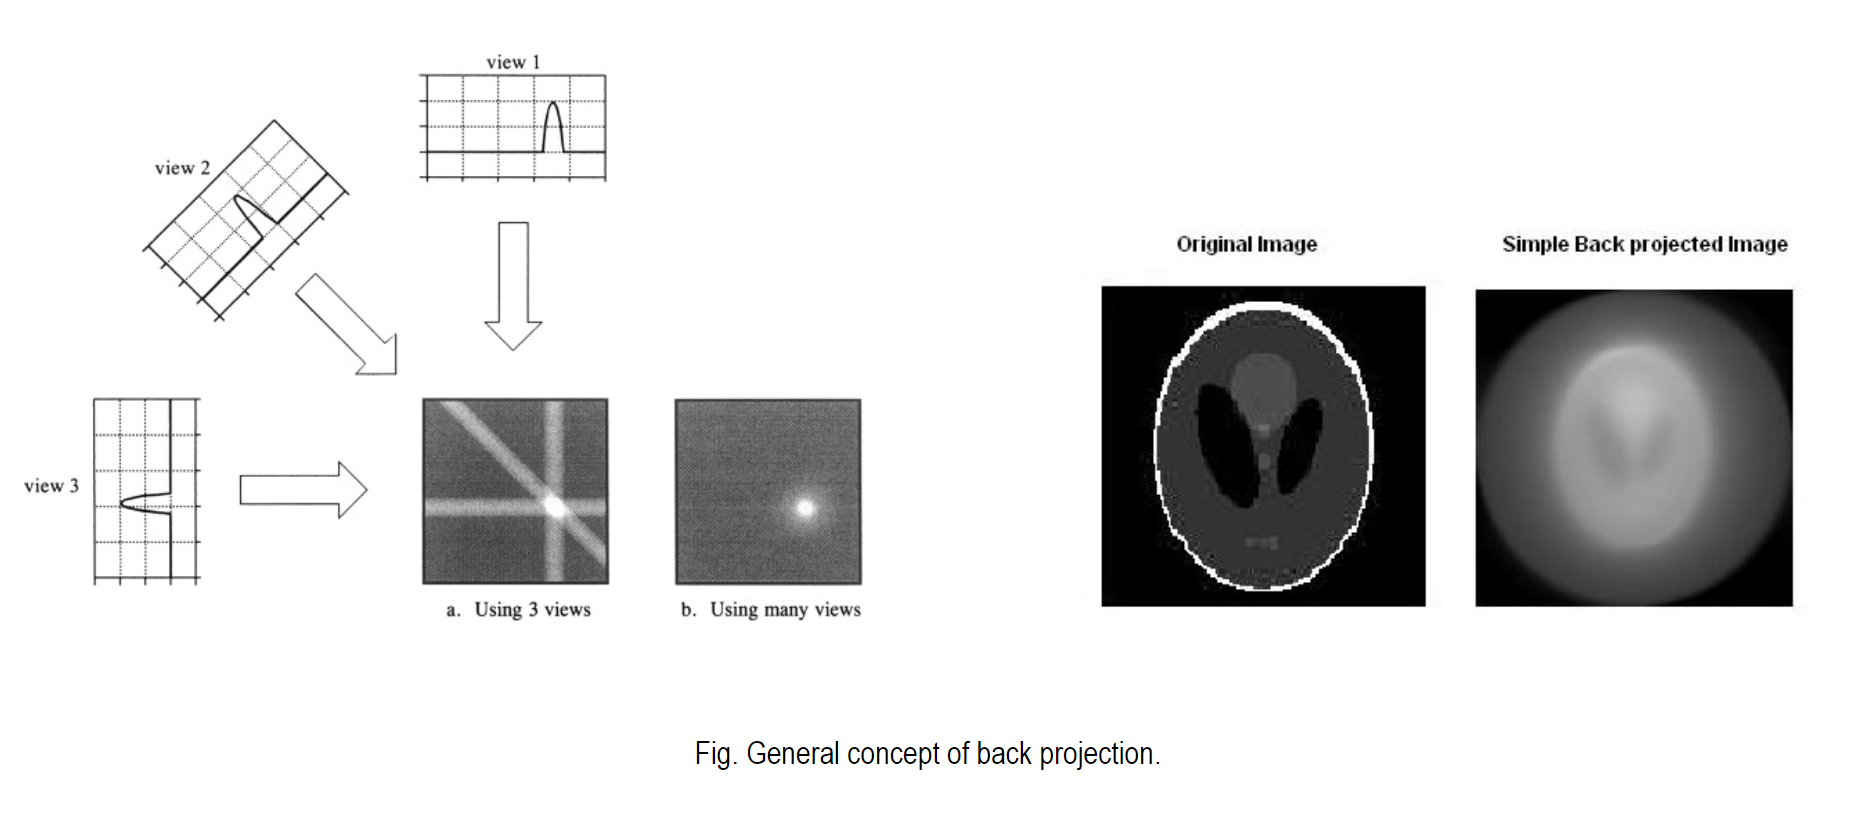 view 1
view 2
view 3
a. Using 3 views
b. Using many views
Original Image
Simple Back projected Image
Fig. General concept of back projection.